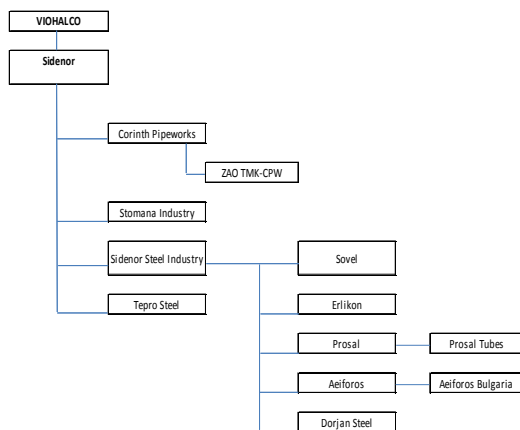 VIOHALCO
Sidenor
Corinth Pipeworks
ZAO TMK-CPW
Stomana Industry
Sidenor Steel Industry
Sovel
Tepro Steel
Erlikon
Prosal
Prosal Tubes
Aeiforos
Aeiforos Bulgaria
Dorjan Steel